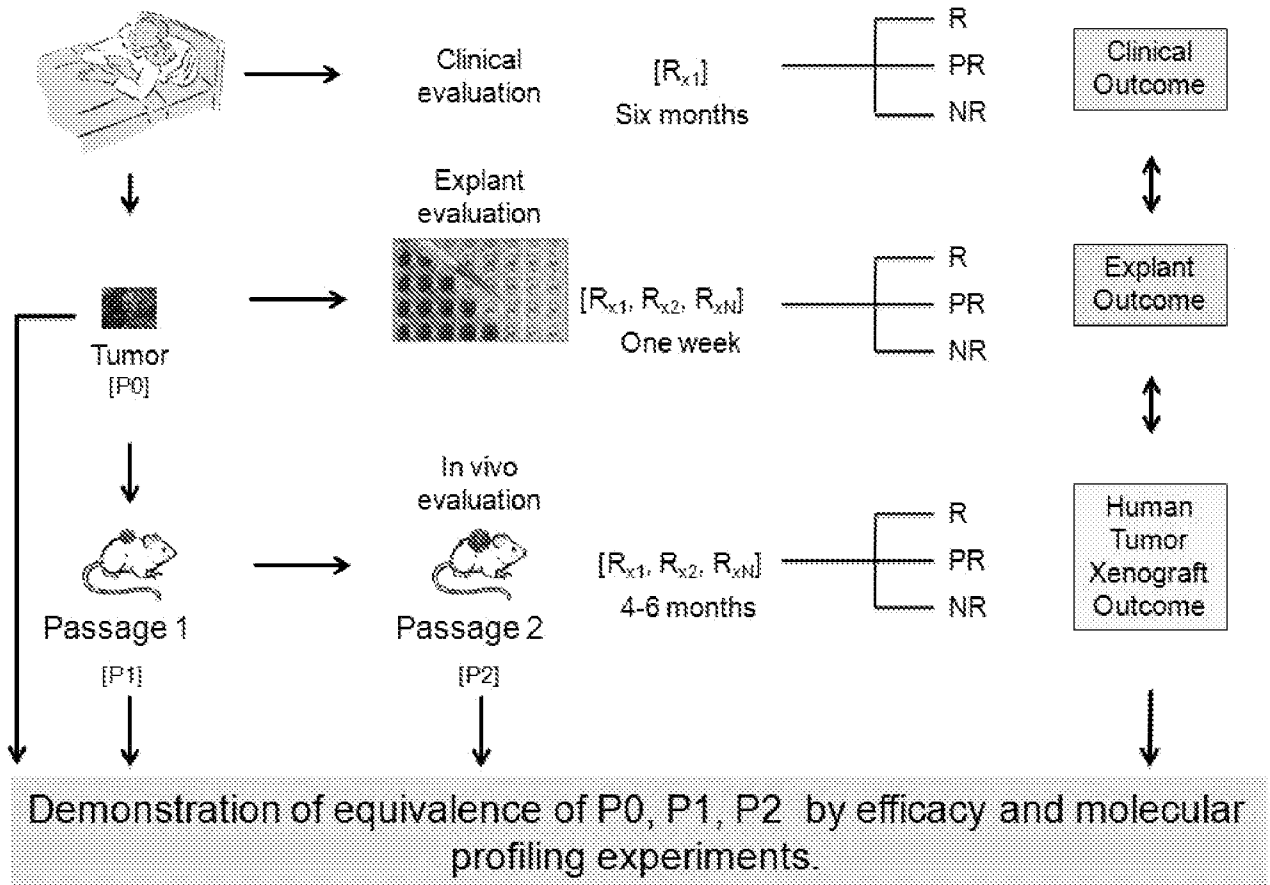 Clinical
evaluation
[Rx1]
Six months
R
PR
NR
Clinical
Outcome
Explant
evaluation
Tumor
[P0]
[Rx1, Rx2, RxN]
One week
R
PR
NR
Explant
Outcome
In vivo
evaluation
Passage 1
[P1]
Passage 2
[P2]
[Rx1, Rx2, RxN]
4-6 months
R
PR
NR
Human
Tumor
Xenograft
Outcome
Demonstration of equivalence of P0, P1, P2 by efficacy and molecular
profiling experiments.